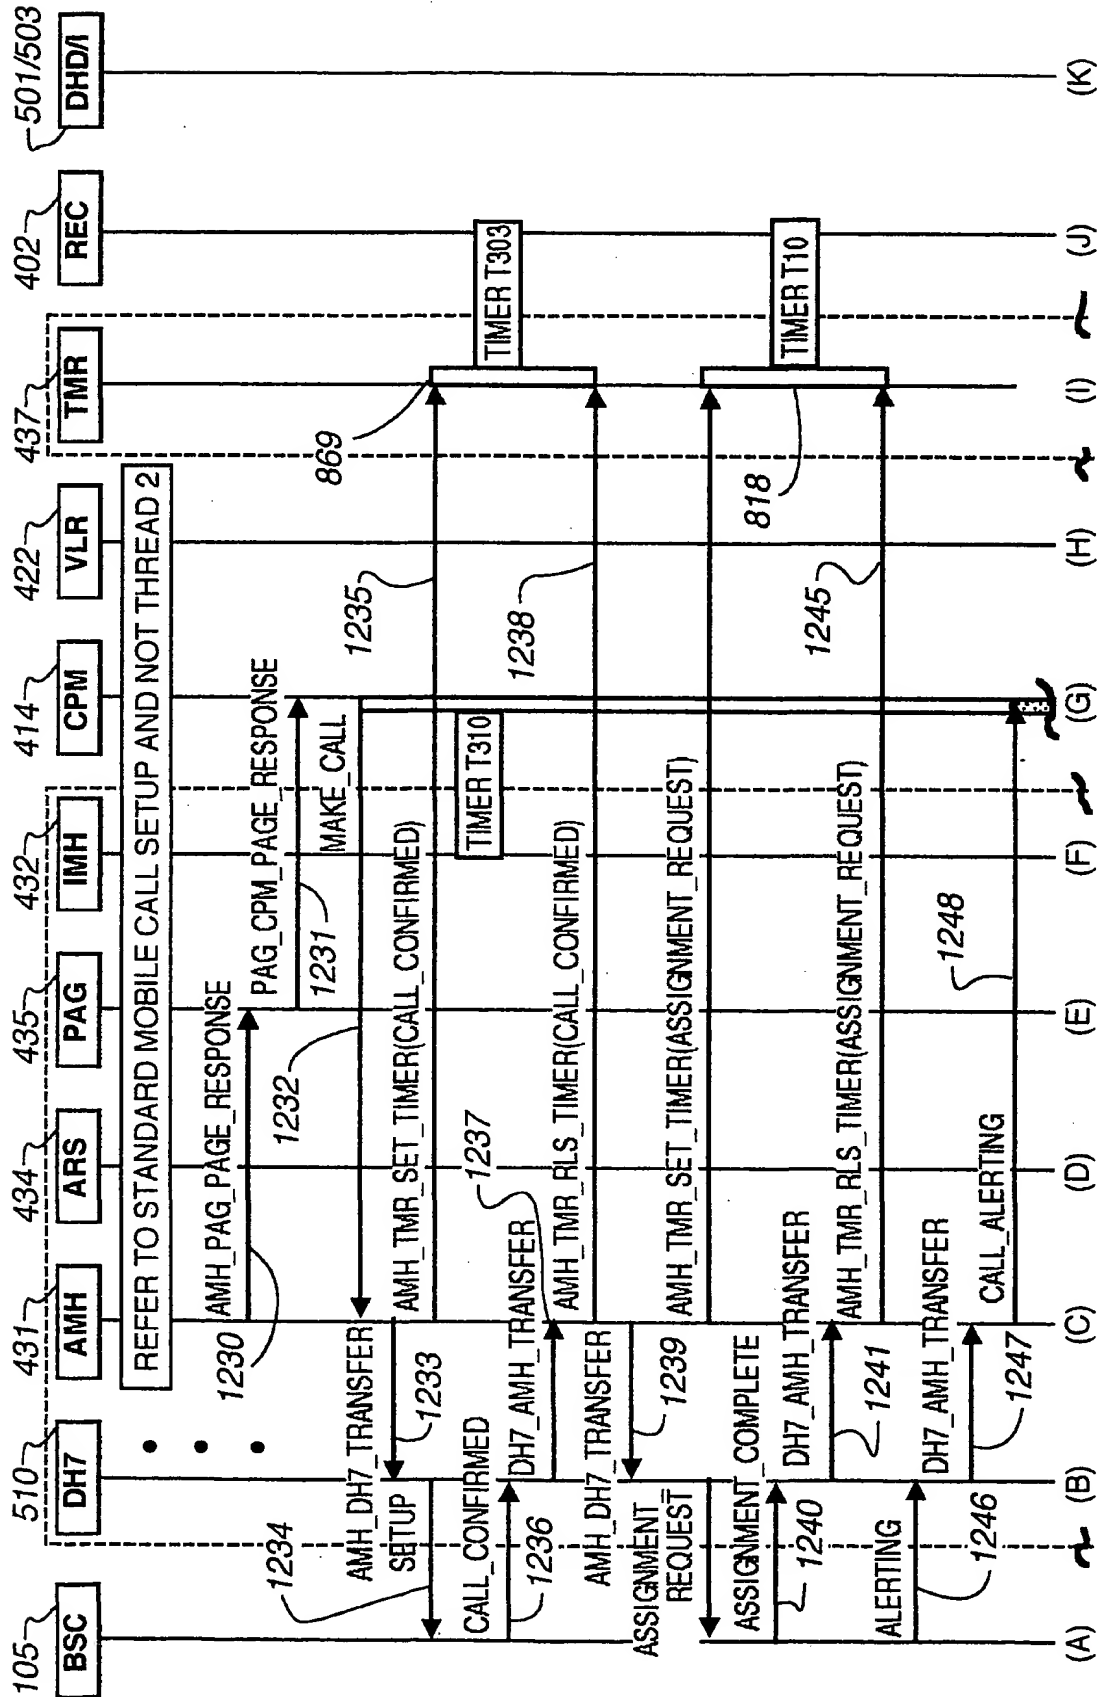 105 510 431 434 435 432 414 422 437 402 501/503
BSC DH7 AMH ARS PAG IMH CPM VLR TMR REC DHD/I
REFER TO STANDARD MOBILE CALL SETUP AND NOT THREAD 2
AMH_PAG_PAGE_RESPONSE
1230
PAG_CPM_PAGE_RESPONSE
1231
MAKE_CALL
1232
AMH_DH7_TRANSFER
1233
SETUP
1234
AMH_TMR_SET_TIMER(CALL_CONFIRMED)
1235
869
TIMER T310
TIMER T303
CALL_CONFIRMED
1236
DH7_AMH_TRANSFER
1237
AMH_TMR_RLS_TIMER(CALL_CONFIRMED)
1238
AMH_DH7_TRANSFER
1239
ASSIGNMENT_
REQUEST
AMH_TMR_SET_TIMER(ASSIGNMENT_REQUEST)
818
TIMER T10
ASSIGNMENT_COMPLETE
1240
DH7_AMH_TRANSFER
1241
AMH_TMR_RLS_TIMER(ASSIGNMENT_REQUEST)
1245
ALERTING
1246
DH7_AMH_TRANSFER
1247
CALL_ALERTING
1248
(A) (B) (C) (D) (E) (F) (G) (H) (I) (J) (K)